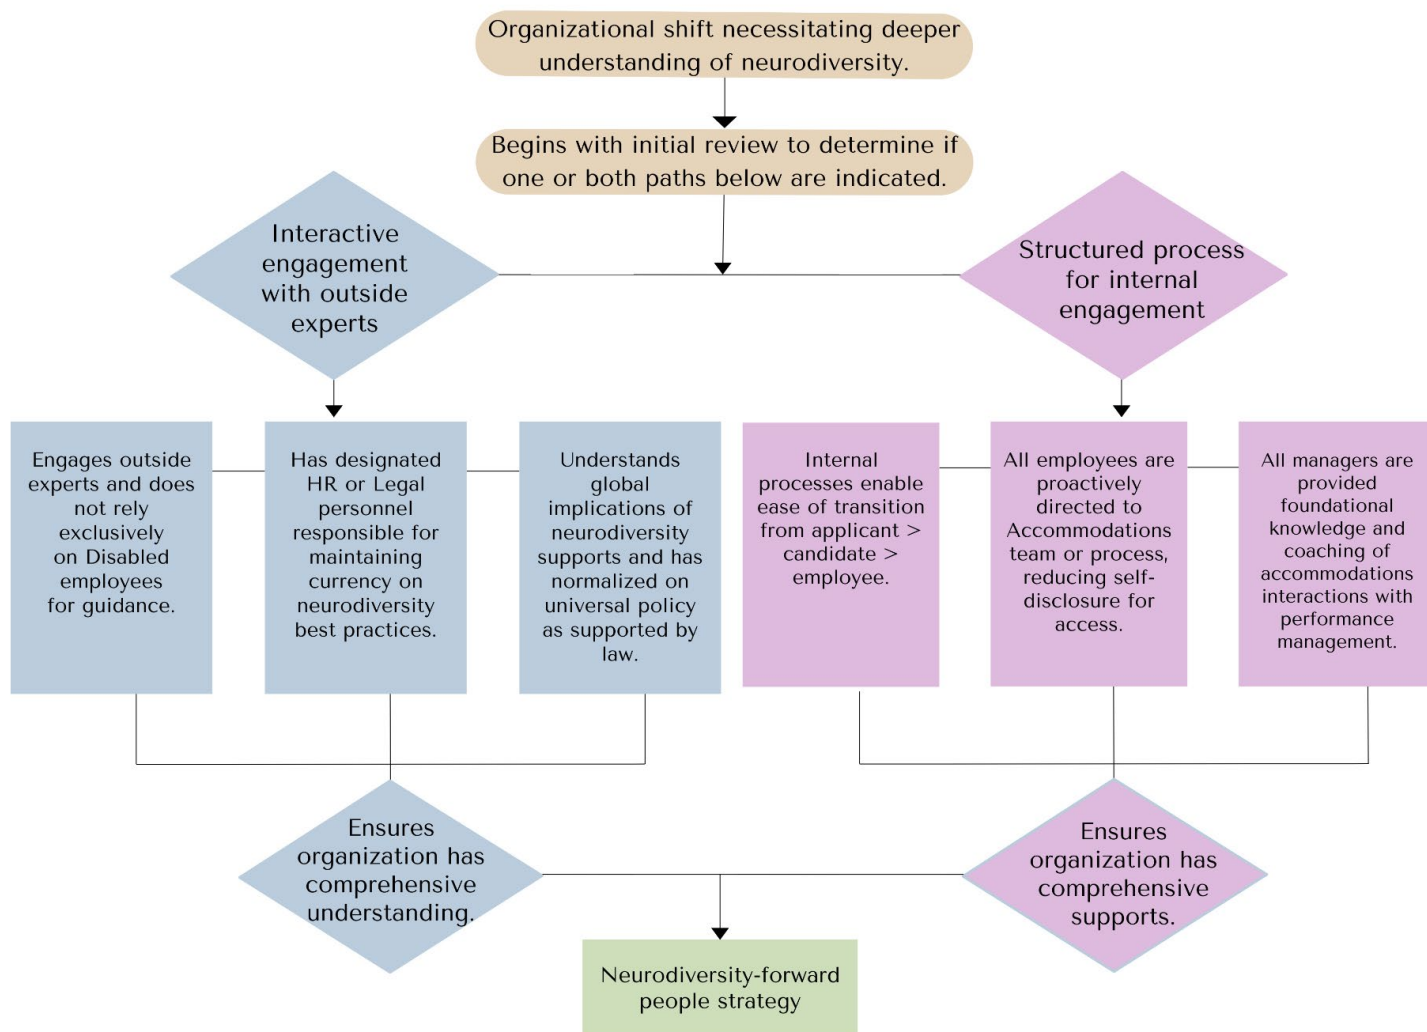 Organizational shift necessitating deeper
understanding of neurodiversity.
Begins with initial review to determine if
one or both paths below are indicated.
Interactive
engagement
with outside
experts
Structured process
for internal
engagement
Engages outside
experts and does
not rely
exclusively
on Disabled
employees
for guidance.
Has designated
HR or Legal
personnel
responsible for
maintaining
currency on
neurodiversity
best practices.
Understands
global
implications of
neurodiversity
supports and has
normalized on
universal policy
as supported by
law.
Internal
processes enable
ease of transition
from applicant >
candidate >
employee.
All employees are
proactively
directed to
Accommodations
team or process,
reducing self-
disclosure for
access.
All managers are
provided
foundational
knowledge and
coaching of
accommodations
interactions with
performance
management.
Ensures
organization has
comprehensive
understanding.
Ensures
organization has
comprehensive
supports.
Neurodiversity-forward
people strategy